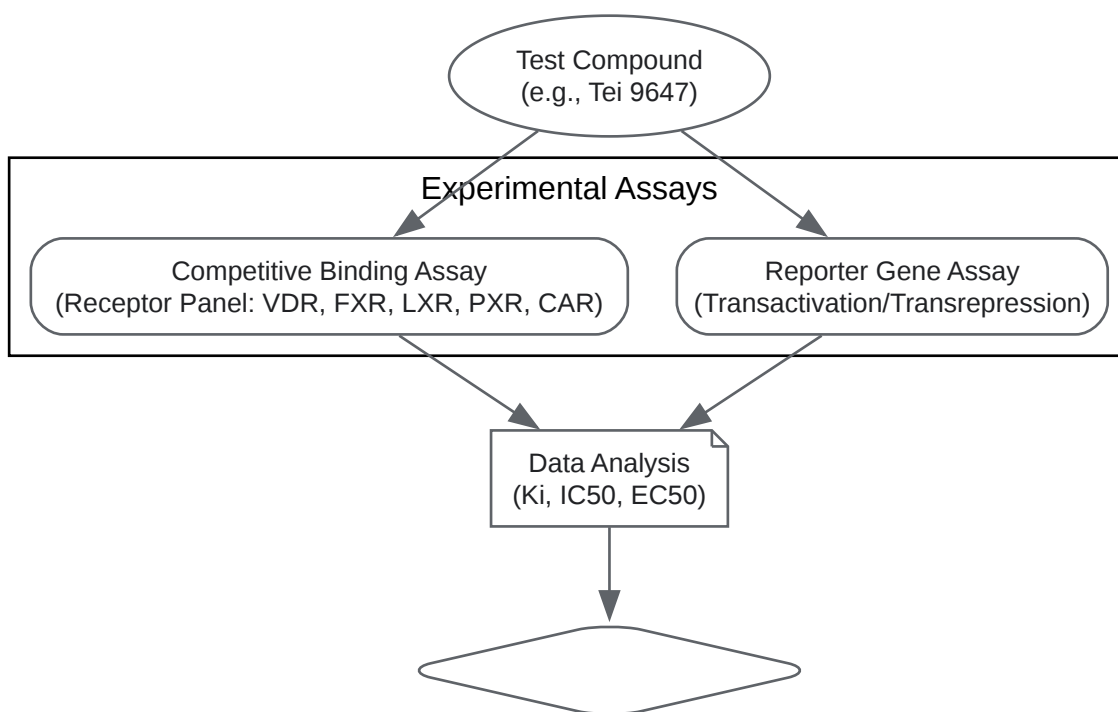 Test Compound
(e.g., Tei 9647)
Experimental Assays
Competitive Binding Assay
(Receptor Panel: VDR, FXR, LXR, PXR, CAR)
Reporter Gene Assay
(Transactivation/Transrepression)
Data Analysis
(Ki, IC50, EC50)